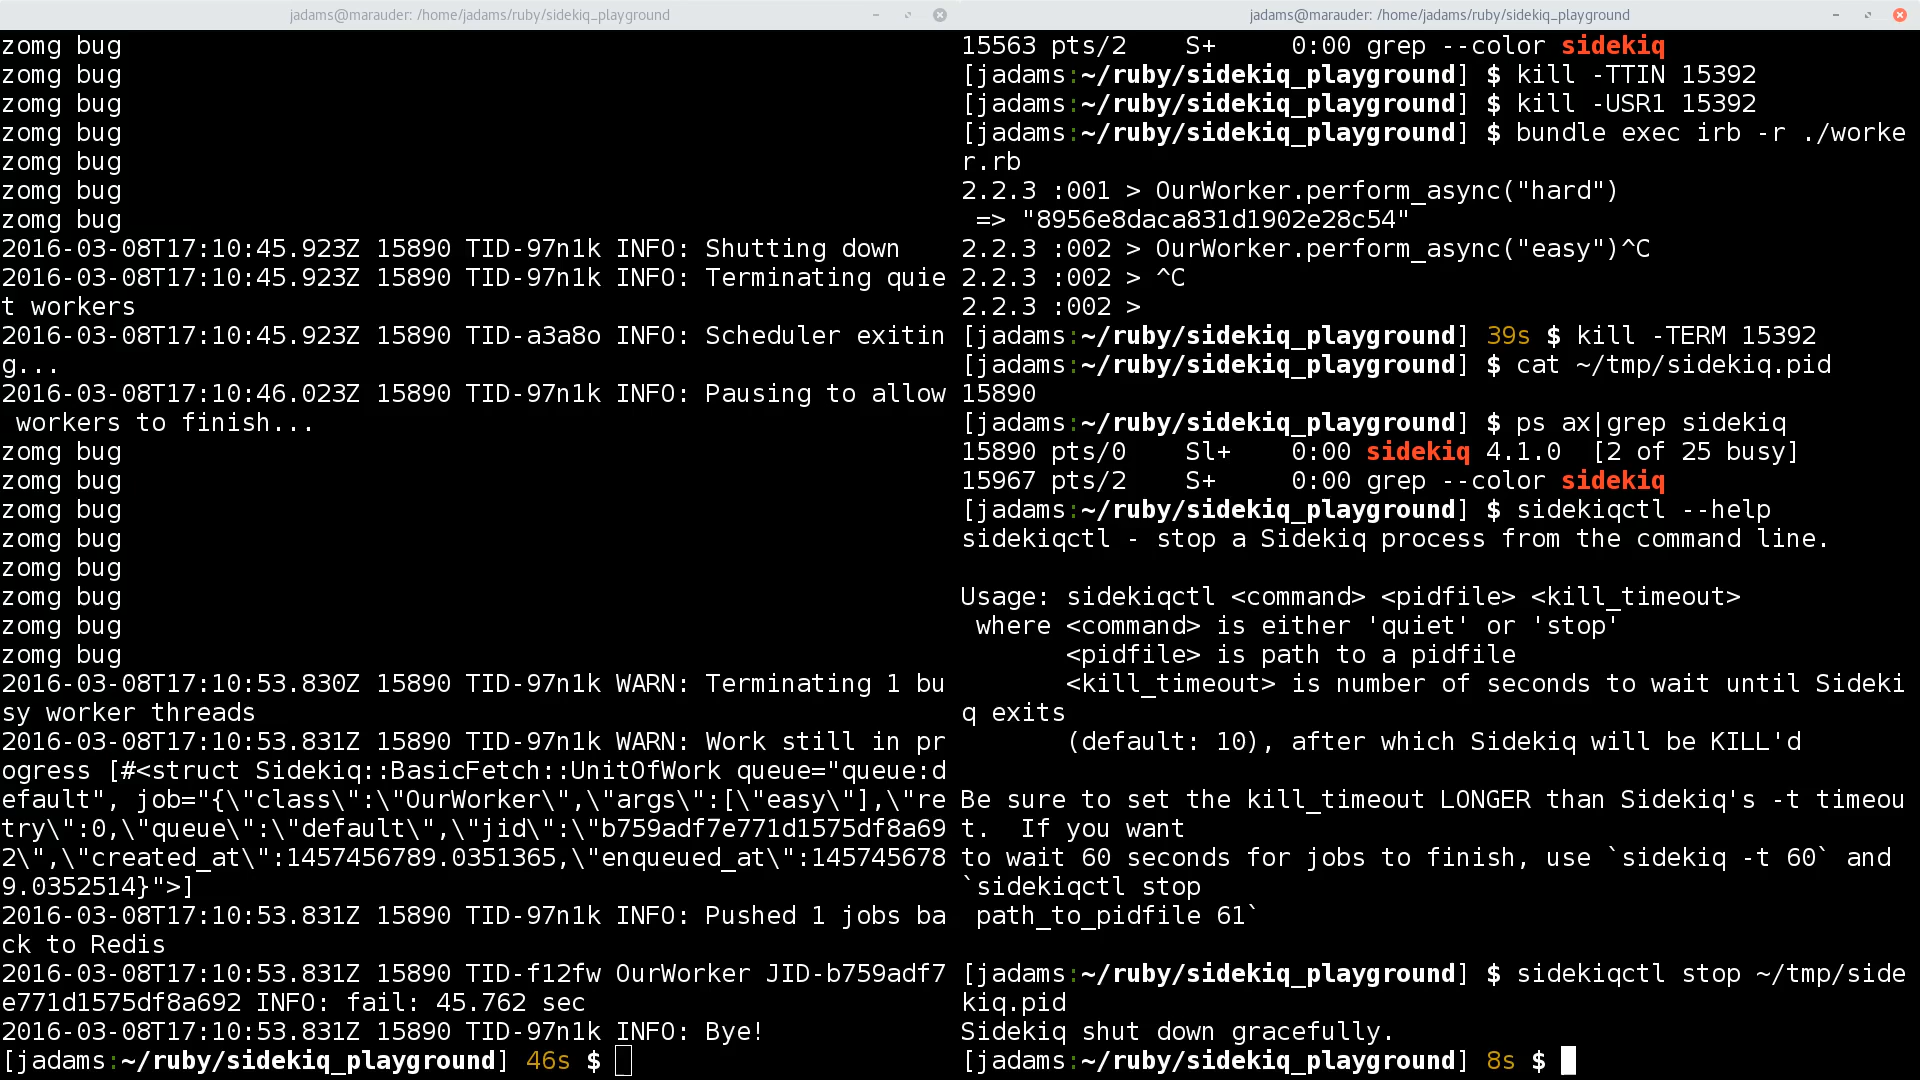 jadams@marauder: /home/jadams/ruby/sidekiq_playground
zomg bug
zomg bug
zomg bug
zomg bug
zomg bug
zomg bug
zomg bug
2016-03-08T17:10:45.923Z 15890 TID-97n1k INFO: Shutting down
2016-03-08T17:10:45.923Z 15890 TID-97n1k INFO: Terminating quie
t workers
2016-03-08T17:10:45.923Z 15890 TID-a3a8o INFO: Scheduler exitin
g...
2016-03-08T17:10:46.023Z 15890 TID-97n1k INFO: Pausing to allow
 workers to finish...
zomg bug
zomg bug
zomg bug
zomg bug
zomg bug
zomg bug
zomg bug
zomg bug
2016-03-08T17:10:53.830Z 15890 TID-97n1k WARN: Terminating 1 bu
sy worker threads
2016-03-08T17:10:53.831Z 15890 TID-97n1k WARN: Work still in pr
ogress [#<struct Sidekiq::BasicFetch::UnitOfWork queue="queue:d
efault", job="{\"class\":\"OurWorker\",\"args\":[\"easy\"],\"re
try\":0,\"queue\":\"default\",\"jid\":\"b759adf7e771d1575df8a69
2\",\"created_at\":1457456789.0351365,\"enqueued_at\":145745678
9.0352514}">]
2016-03-08T17:10:53.831Z 15890 TID-97n1k INFO: Pushed 1 jobs ba
ck to Redis
2016-03-08T17:10:53.831Z 15890 TID-f12fw OurWorker JID-b759adf7
e771d1575df8a692 INFO: fail: 45.762 sec
2016-03-08T17:10:53.831Z 15890 TID-97n1k INFO: Bye!
[jadams:~/ruby/sidekiq_playground] 46s $
jadams@marauder: /home/jadams/ruby/sidekiq_playground
15563 pts/2    S+     0:00 grep --color sidekiq
[jadams:~/ruby/sidekiq_playground] $ kill -TTIN 15392
[jadams:~/ruby/sidekiq_playground] $ kill -USR1 15392
[jadams:~/ruby/sidekiq_playground] $ bundle exec irb -r ./worke
r.rb
2.2.3 :001 > OurWorker.perform_async("hard")
 => "8956e8daca831d1902e28c54"
2.2.3 :002 > OurWorker.perform_async("easy")^C
2.2.3 :002 > ^C
2.2.3 :002 >
[jadams:~/ruby/sidekiq_playground] 39s $ kill -TERM 15392
[jadams:~/ruby/sidekiq_playground] $ cat ~/tmp/sidekiq.pid
15890
[jadams:~/ruby/sidekiq_playground] $ ps ax|grep sidekiq
15890 pts/0    Sl+    0:00 sidekiq 4.1.0  [2 of 25 busy]
15967 pts/2    S+     0:00 grep --color sidekiq
[jadams:~/ruby/sidekiq_playground] $ sidekiqctl --help
sidekiqctl - stop a Sidekiq process from the command line.
Usage: sidekiqctl <command> <pidfile> <kill_timeout>
 where <command> is either 'quiet' or 'stop'
       <pidfile> is path to a pidfile
       <kill_timeout> is number of seconds to wait until Sideki
q exits
       (default: 10), after which Sidekiq will be KILL'd
Be sure to set the kill_timeout LONGER than Sidekiq's -t timeou
t.  If you want
to wait 60 seconds for jobs to finish, use `sidekiq -t 60` and
`sidekiqctl stop
 path_to_pidfile 61`
[jadams:~/ruby/sidekiq_playground] $ sidekiqctl stop ~/tmp/side
kiq.pid
Sidekiq shut down gracefully.
[jadams:~/ruby/sidekiq_playground] 8s $